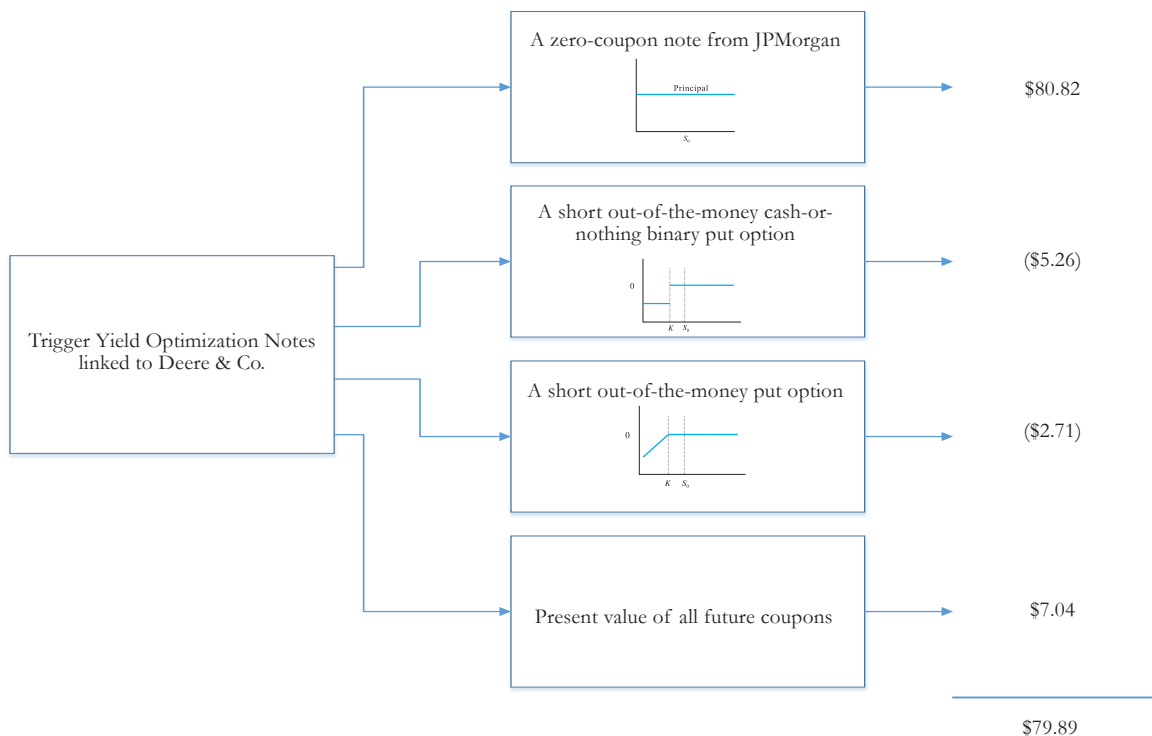 Trigger Yield Optimization Notes
linked to Deere & Co.
A zero-coupon note from JPMorgan
Principal
S₀
$80.82
A short out-of-the-money cash-or-
nothing binary put option
0
K S₀
($5.26)
A short out-of-the-money put option
0
K S₀
($2.71)
Present value of all future coupons
$7.04
$79.89